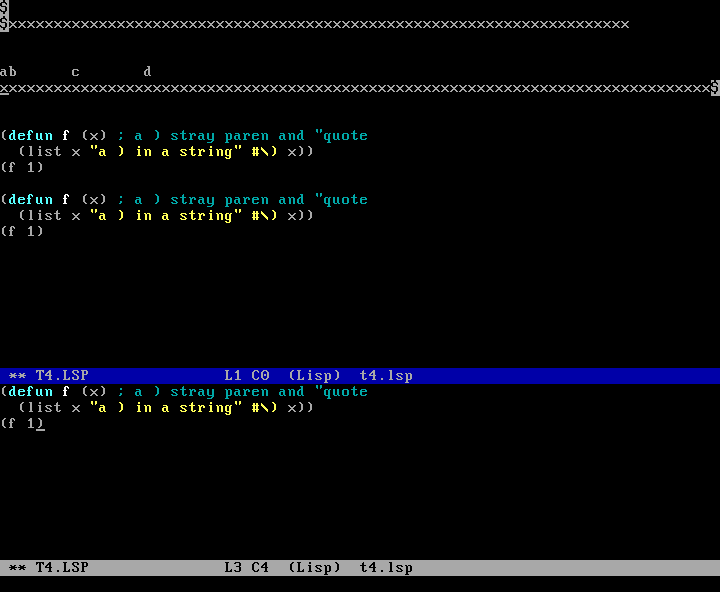 $
$xxxxxxxxxxxxxxxxxxxxxxxxxxxxxxxxxxxxxxxxxxxxxxxxxxxxxxxxxxxxxxxxxxxxx
ab      c       d
xxxxxxxxxxxxxxxxxxxxxxxxxxxxxxxxxxxxxxxxxxxxxxxxxxxxxxxxxxxxxxxxxxxxxxxxxxxxxxx$
(defun f (x) ; a ) stray paren and "quote
  (list x "a ) in a string" #\) x))
(f 1)
(defun f (x) ; a ) stray paren and "quote
  (list x "a ) in a string" #\) x))
(f 1)
 ** T4.LSP               L1 C0  (Lisp)  t4.lsp
(defun f (x) ; a ) stray paren and "quote
  (list x "a ) in a string" #\) x))
(f 1)
 ** T4.LSP               L3 C4  (Lisp)  t4.lsp